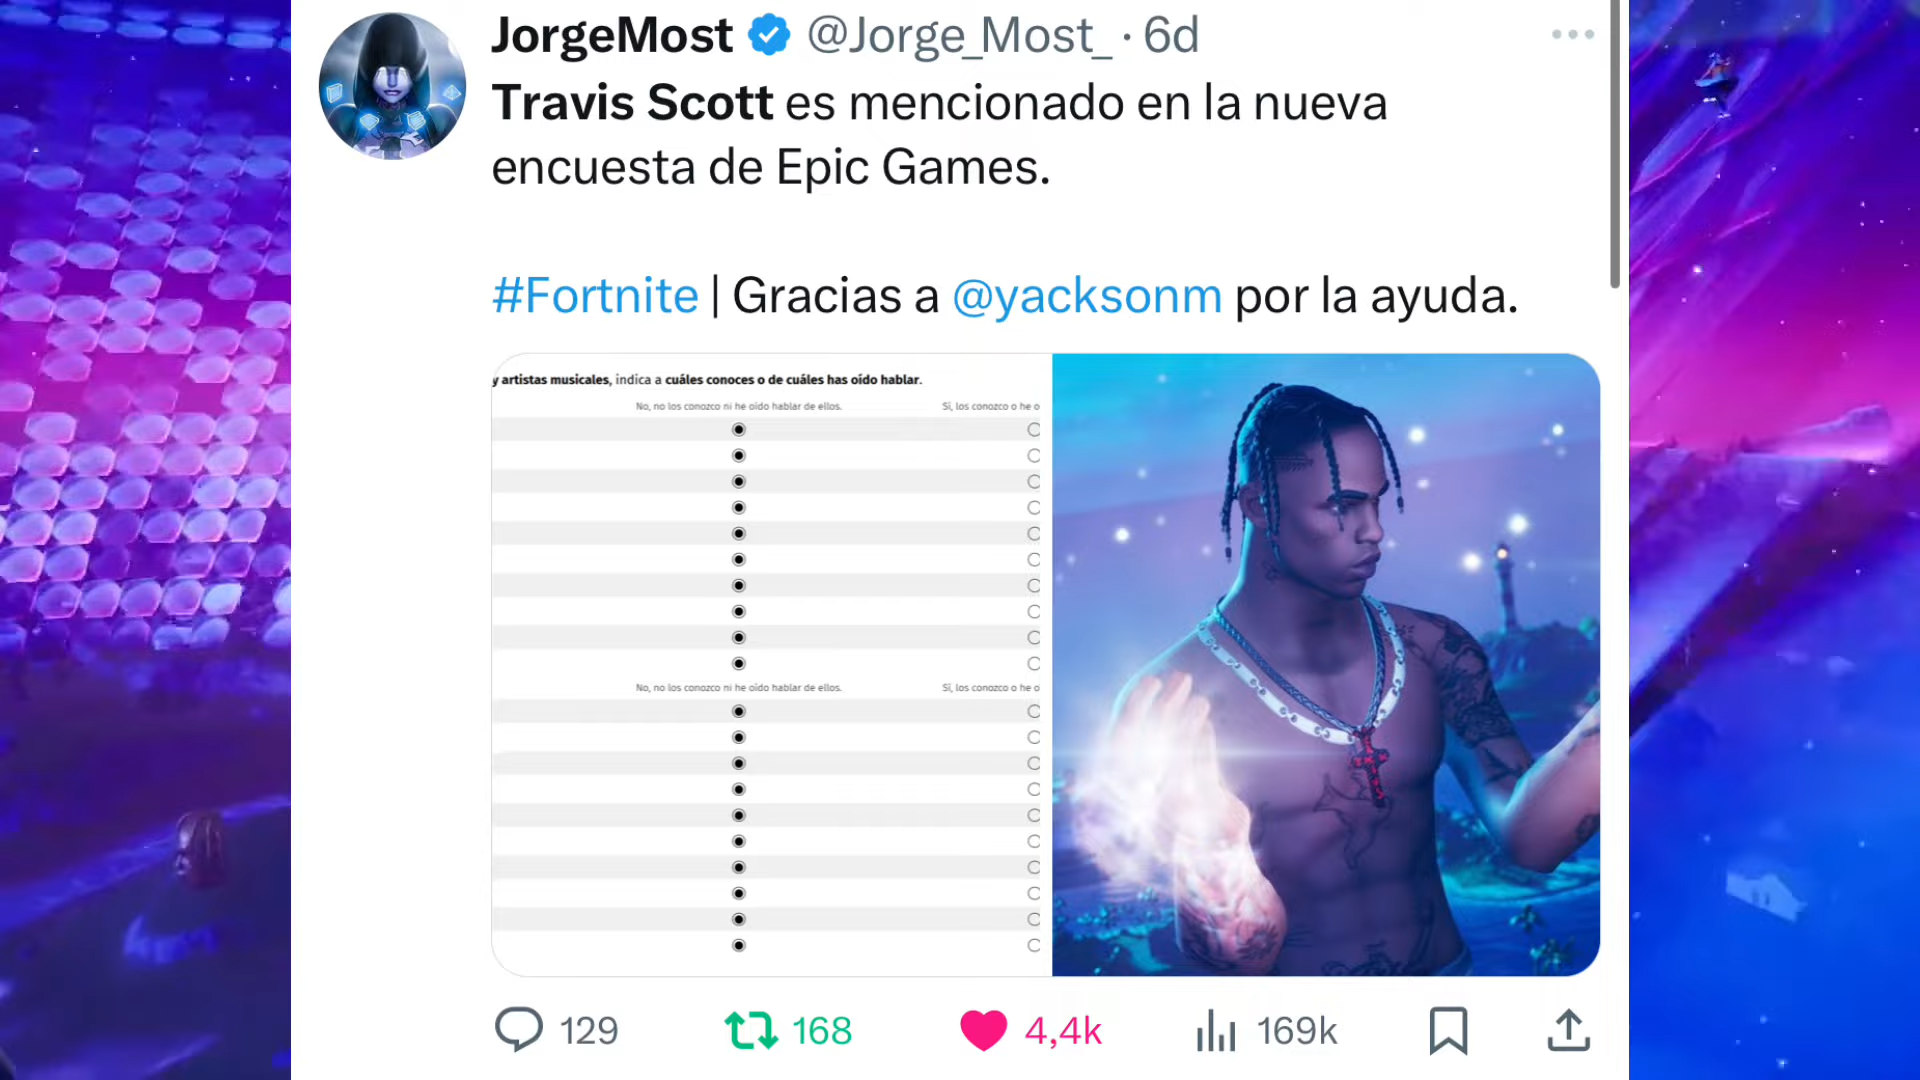 JorgeMost @Jorge_Most_ · 6d
Travis Scott es mencionado en la nueva
encuesta de Epic Games.
#Fortnite | Gracias a @yacksonm por la ayuda.
y artistas musicales, indica a cuáles conoces o de cuáles has oído hablar.
No, no los conozco ni he oído hablar de ellos. Sí, los conozco o he o
No, no los conozco ni he oído hablar de ellos. Sí, los conozco o he o
129 168 4,4k 169k